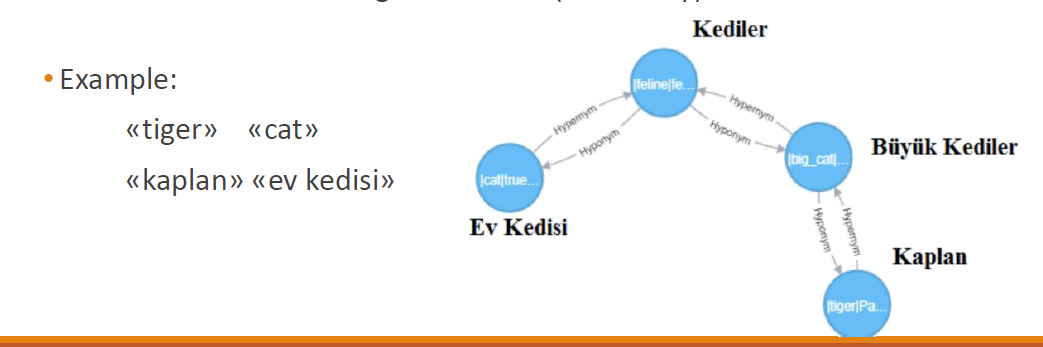 • Example:
«tiger» «cat»
«kaplan» «ev kedisi»
Kediler
|feline|fe...
Hypernym
Hyponym
Hypernym
Hyponym
|cat|true...
Ev Kedisi
|big_cat|...
Büyük Kediler
Hyponym
Hypernym
Kaplan
|tiger|Pa...